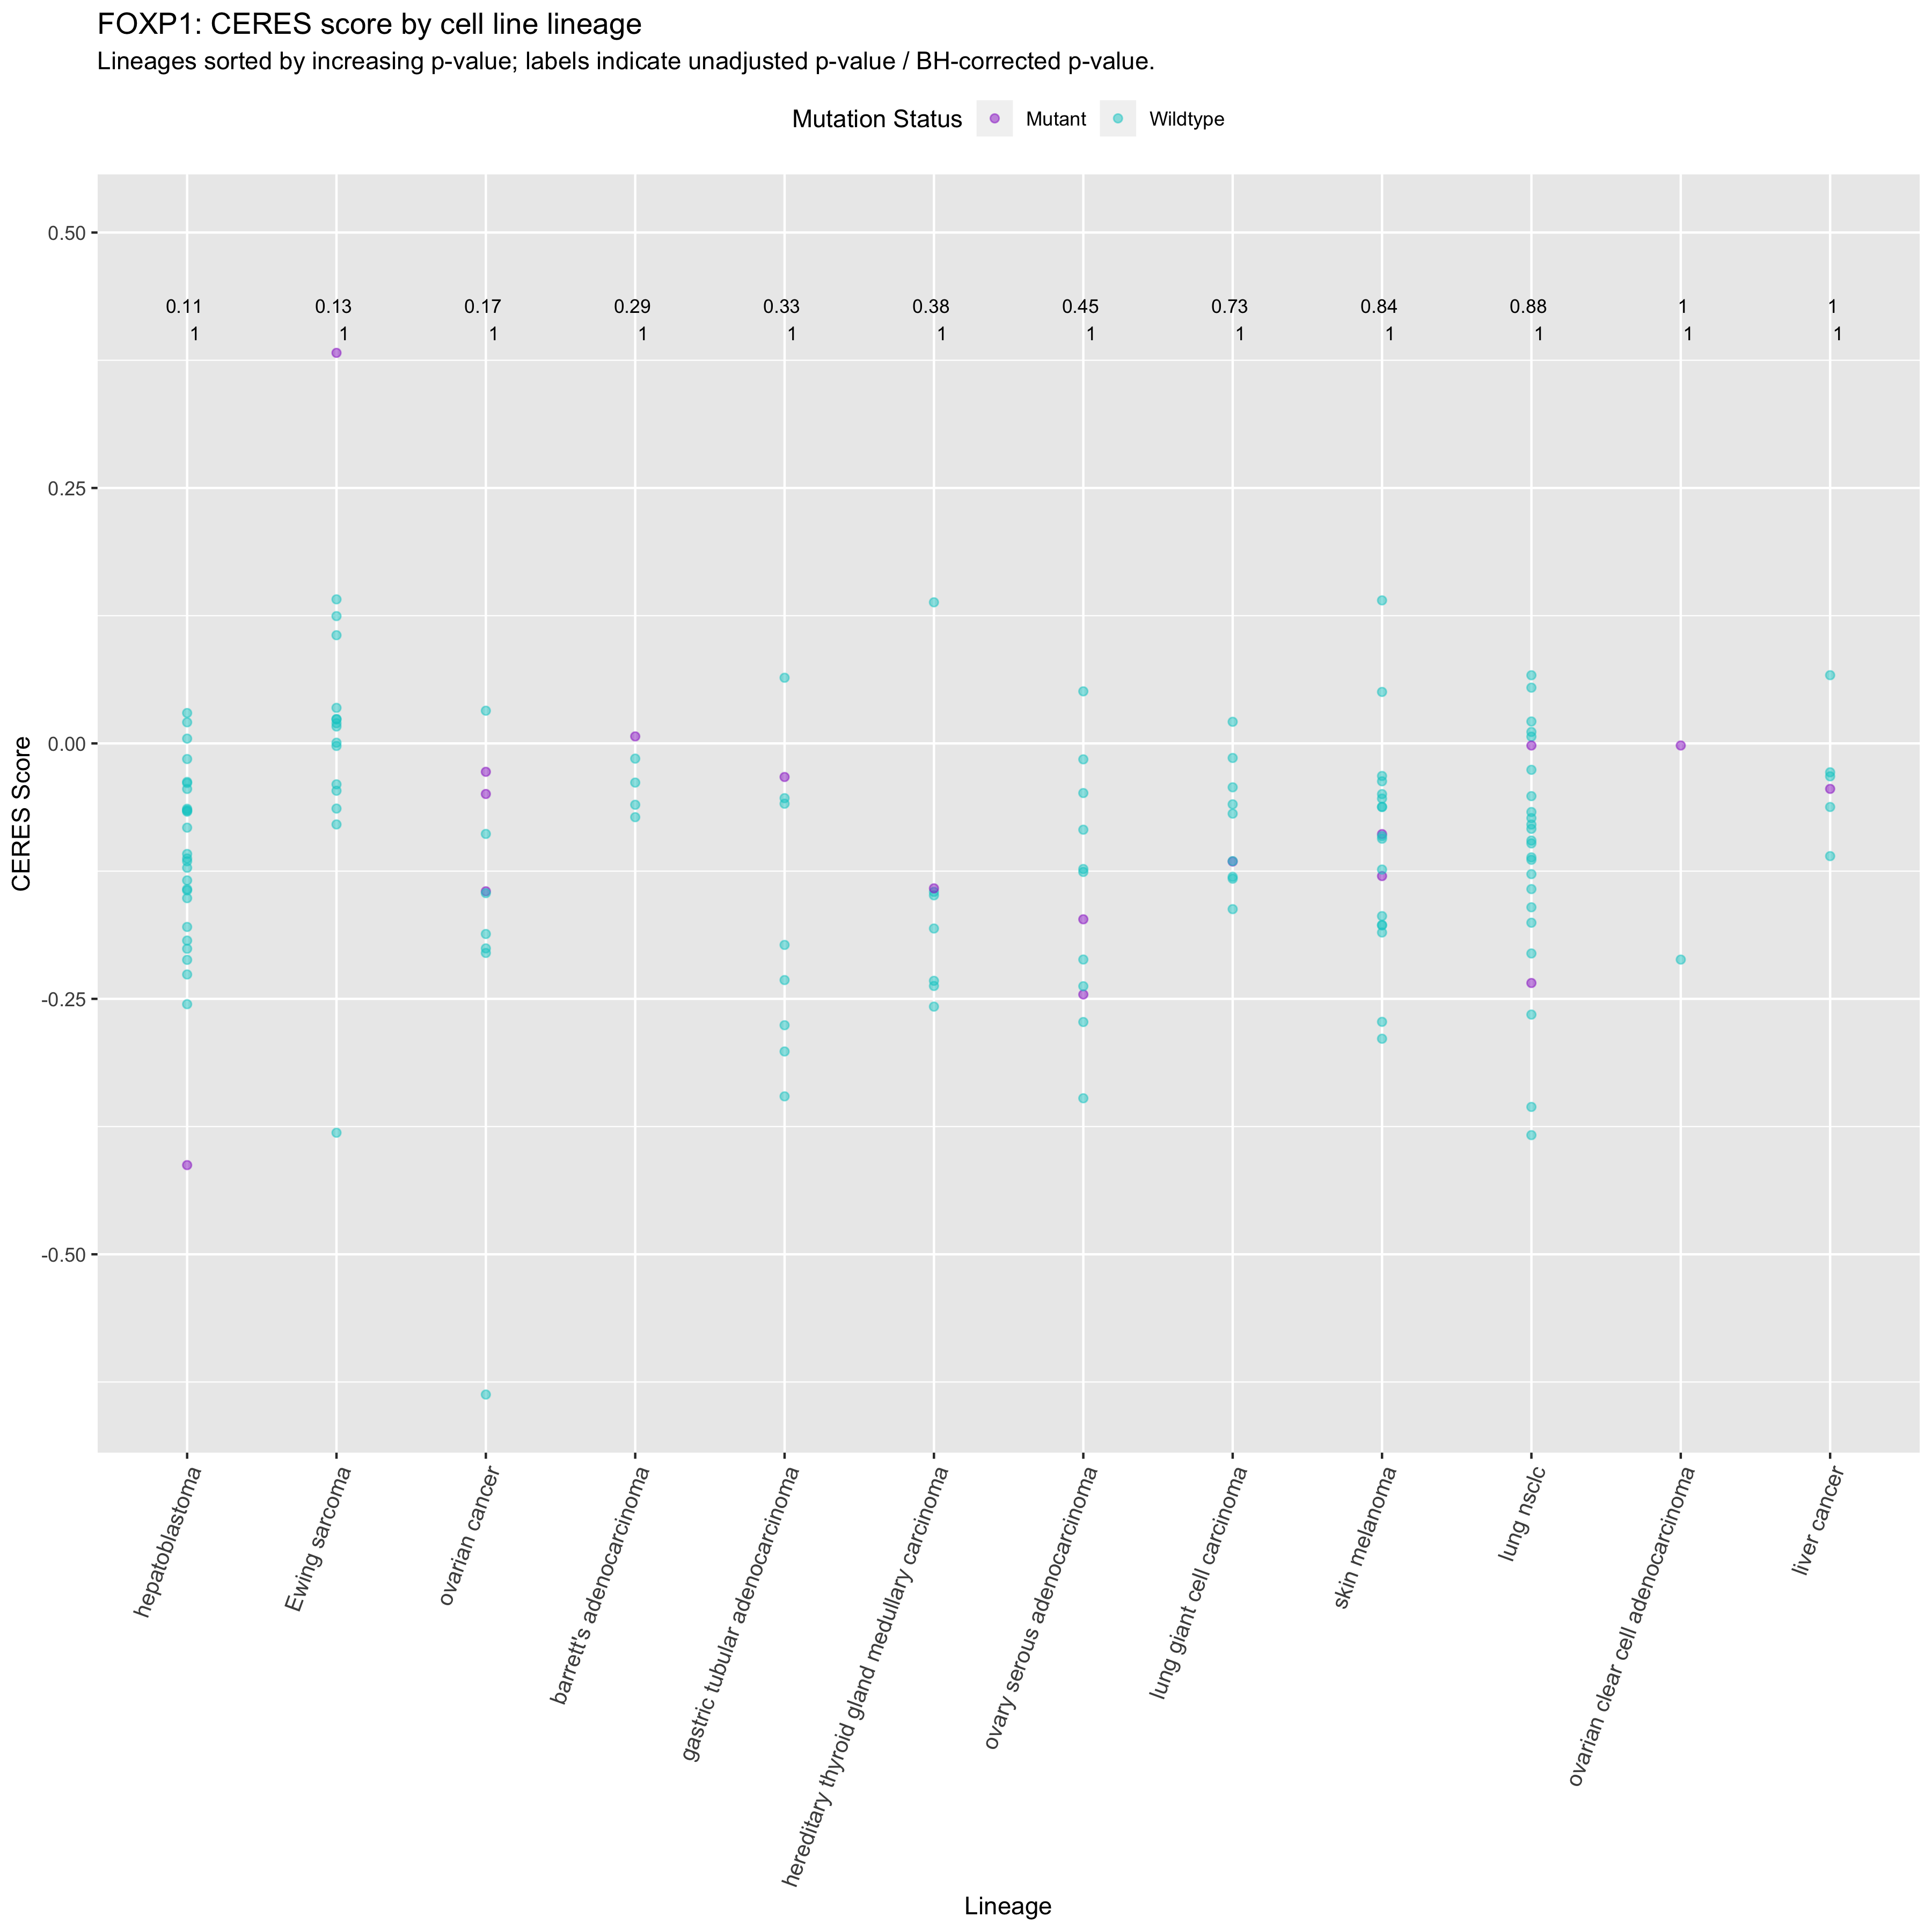 FOXP1: CERES score by cell line lineage
Lineages sorted by increasing p-value; labels indicate unadjusted p-value / BH-corrected p-value.
Mutation Status Mutant Wildtype
0.50
0.11 0.13 0.17 0.29 0.33 0.38 0.45 0.73 0.84 0.88 1 1
1 1 1 1 1 1 1 1 1 1 1 1
0.25
0.00
-0.25
-0.50
CERES Score
hepatoblastoma
Ewing sarcoma
ovarian cancer
barrett's adenocarcinoma
gastric tubular adenocarcinoma
hereditary thyroid gland medullary carcinoma
ovary serous adenocarcinoma
lung giant cell carcinoma
skin melanoma
lung nsclc
ovarian clear cell adenocarcinoma
liver cancer
Lineage